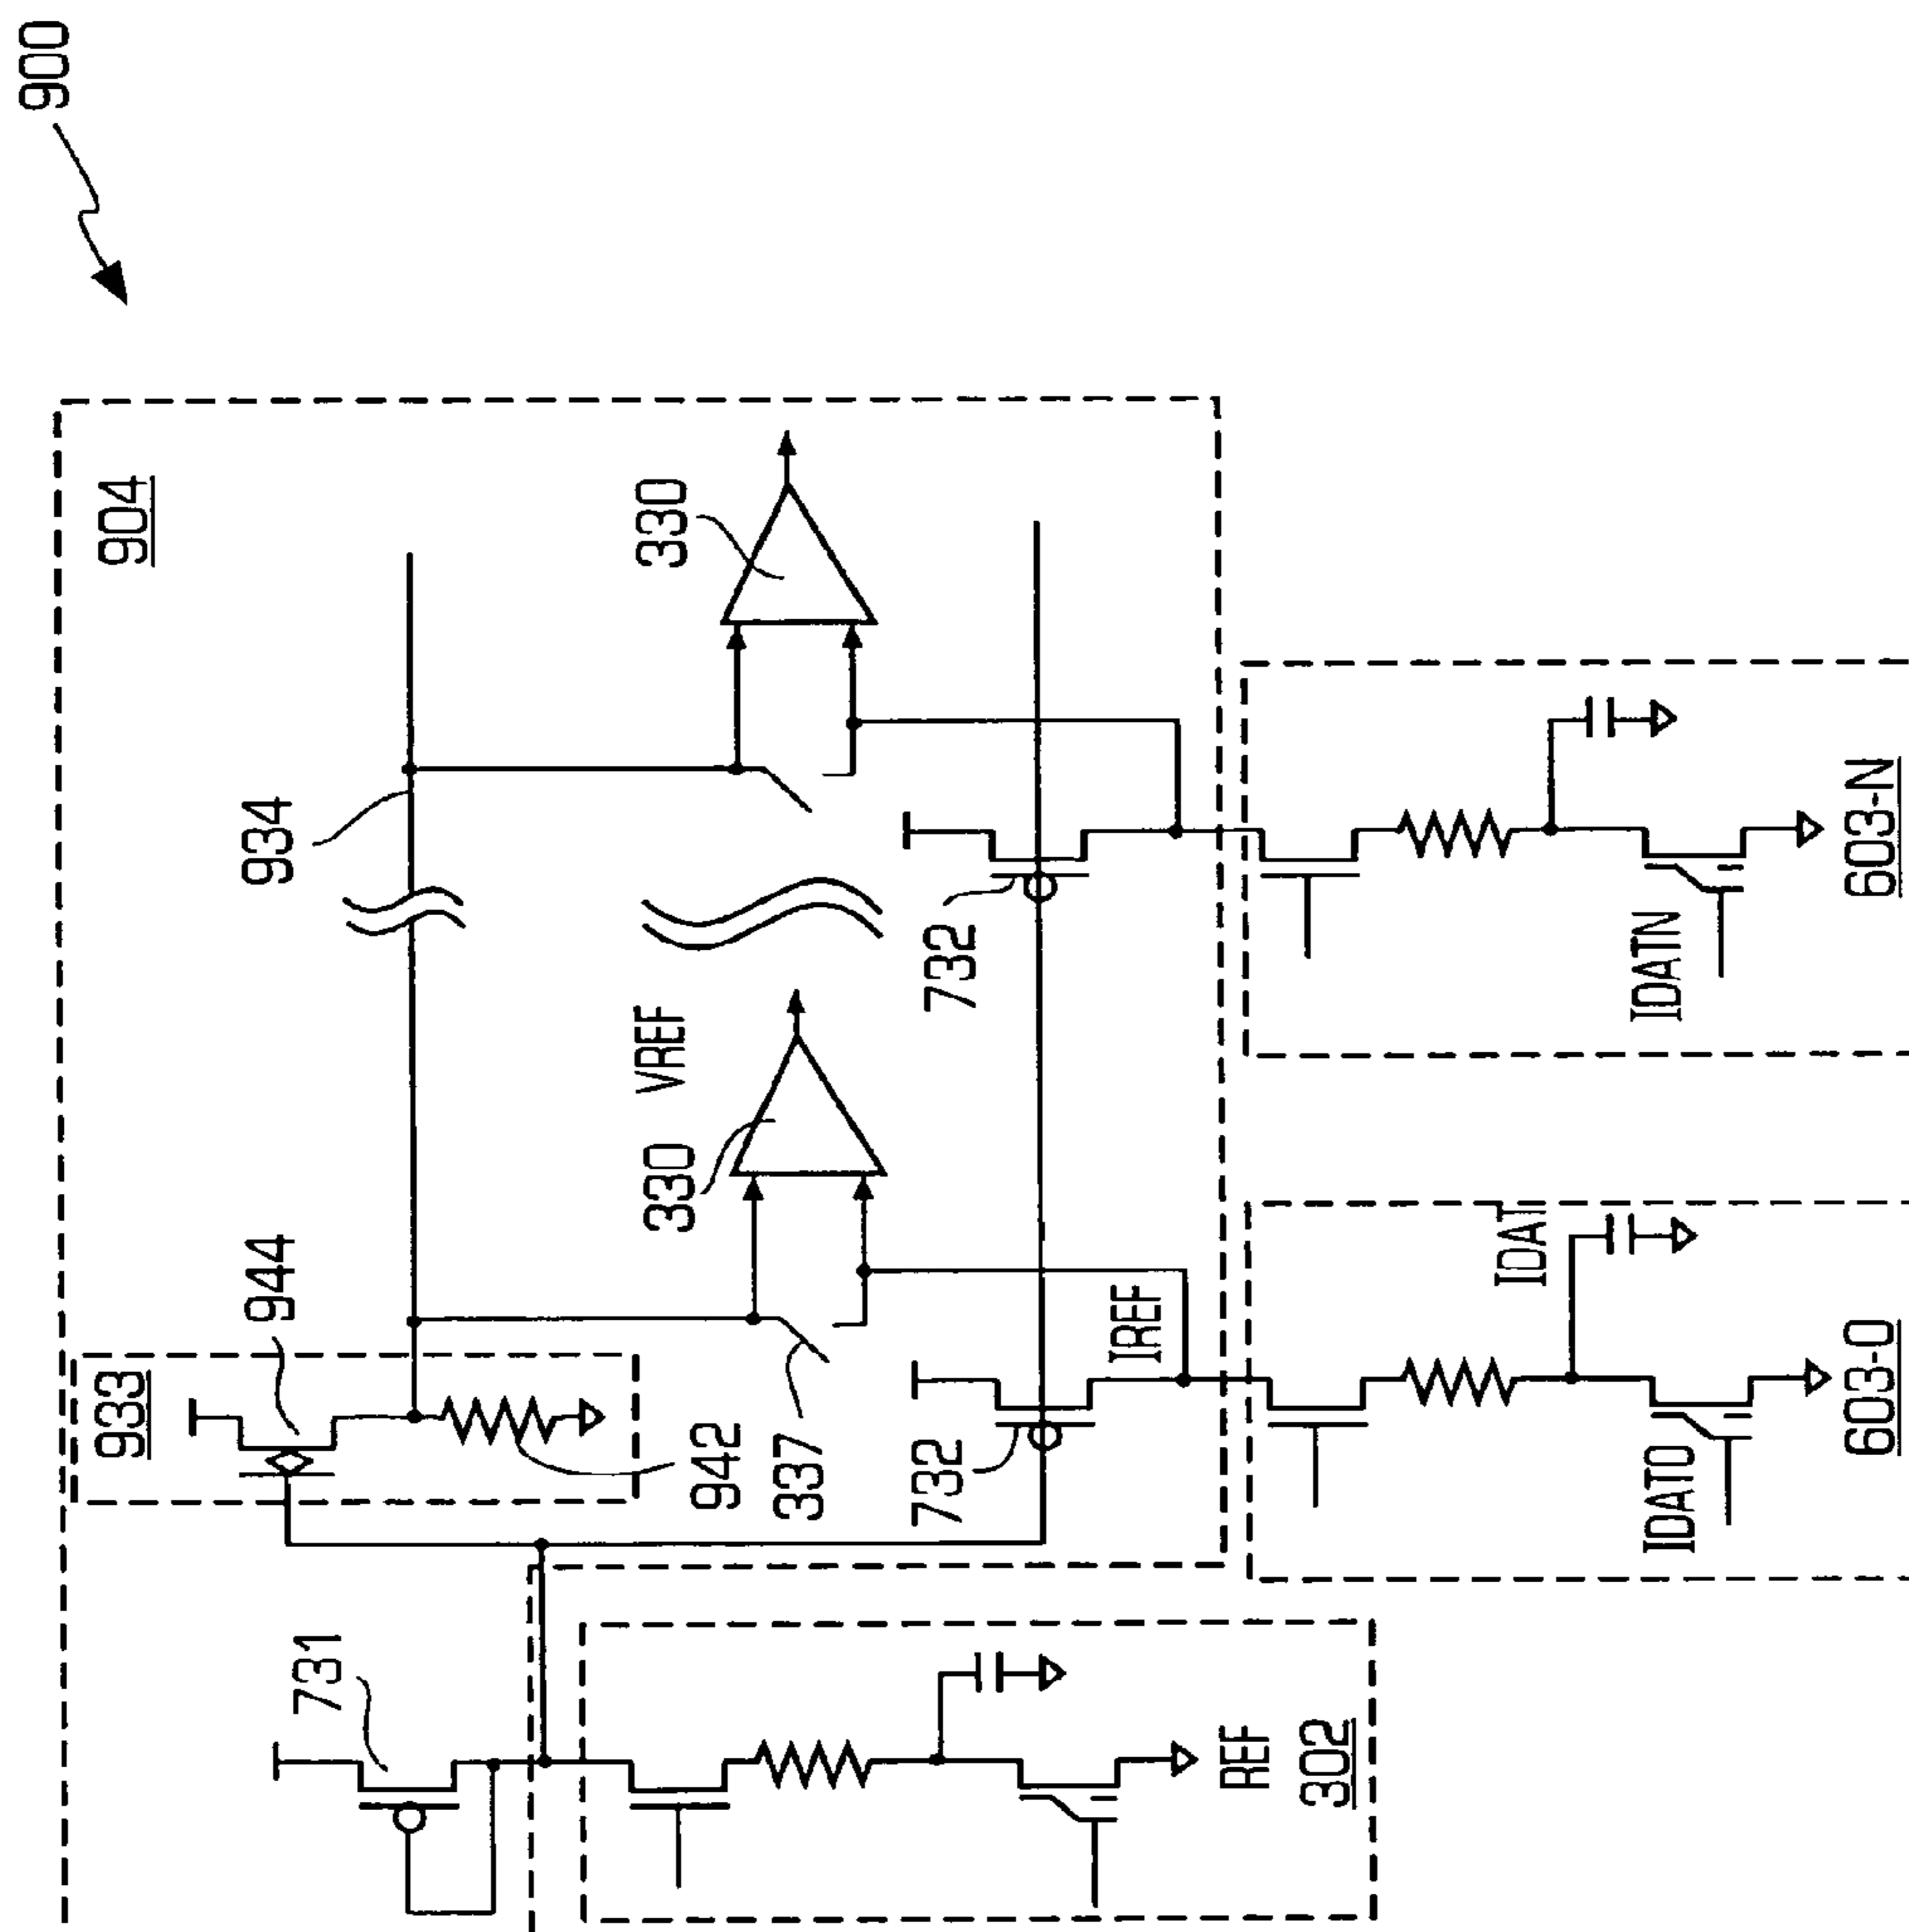 900
933
904
944
934
731
330
VREF
330
942
337
732
732
IREF
REF
302
IDAT
IDAT0
IDATN
603-0
603-N